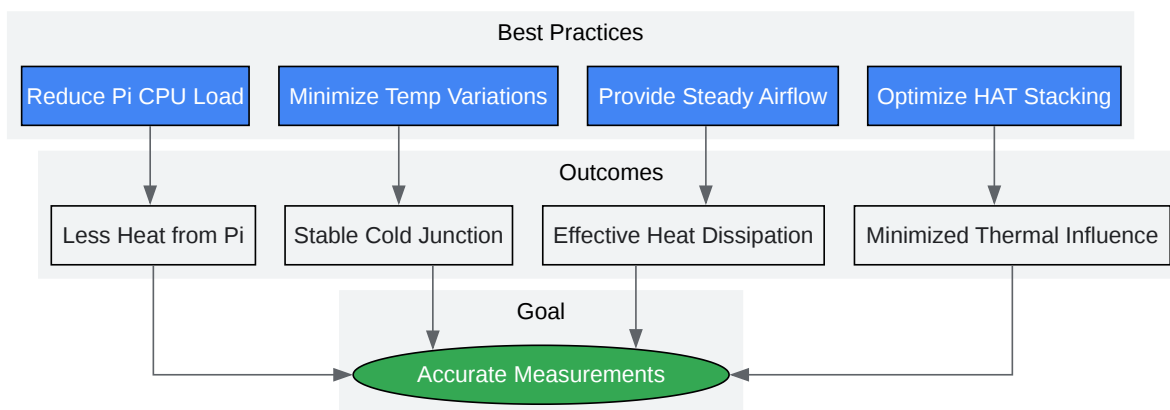 Best Practices
Reduce Pi CPU Load
Minimize Temp Variations
Provide Steady Airflow
Optimize HAT Stacking
Outcomes
Less Heat from Pi
Stable Cold Junction
Effective Heat Dissipation
Minimized Thermal Influence
Goal
Accurate Measurements